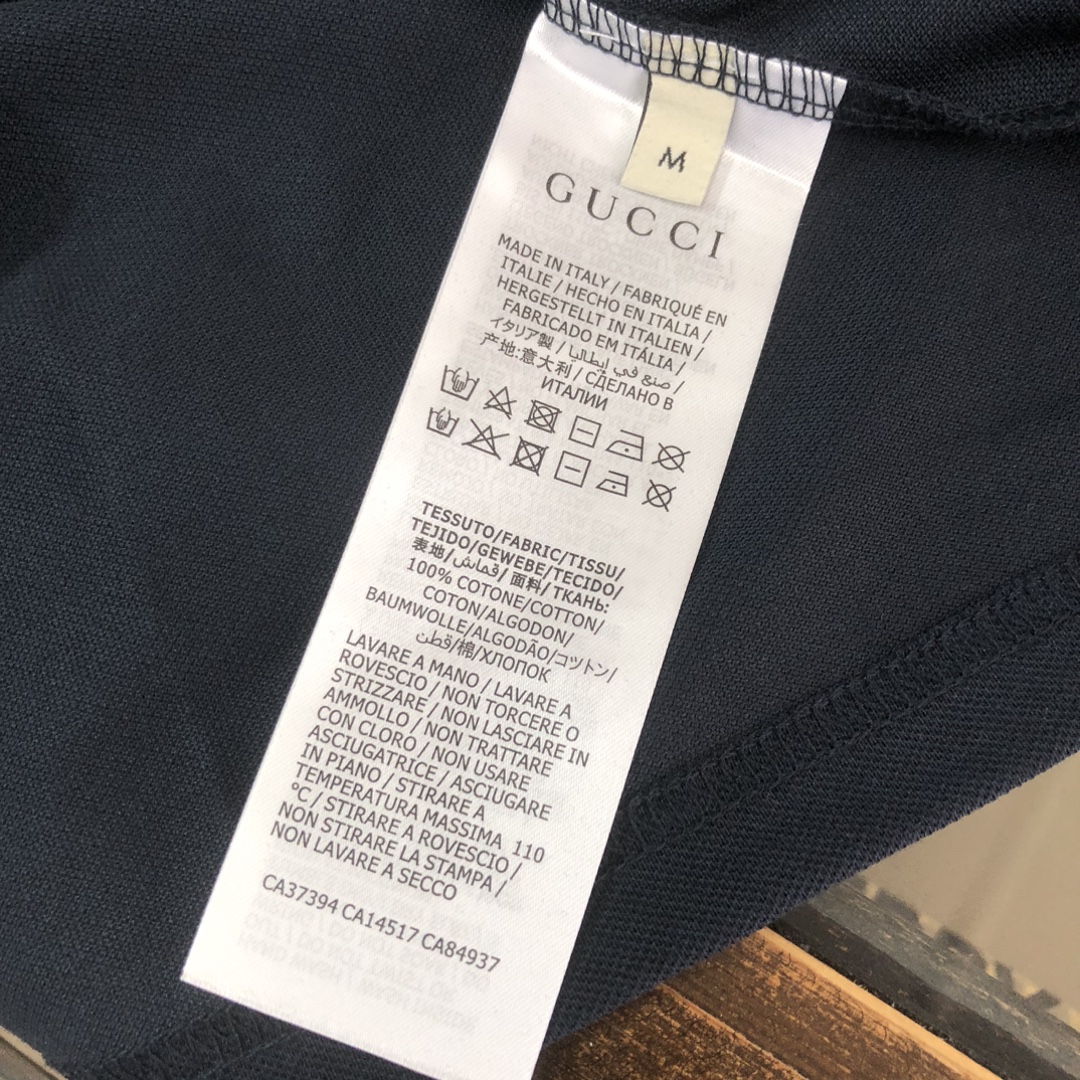 M
GUCCI
MADE IN ITALY / FABRIQUÉ EN
ITALIE / HECHO EN ITALIA /
HERGESTELLT IN ITALIEN /
FABRICADO EM ITÁLIA /
イタリア製 / صنع في إيطاليا /
产地:意大利 / СДЕЛАНО В
ИТАЛИИ
TESSUTO/FABRIC/TISSU/
TEJIDO/GEWEBE/TECIDO/
表地/قماش/ 面料/ТКАНЬ:
100% COTONE/COTTON/
COTON/ALGODON/
BAUMWOLLE/ALGODÃO/コットン/
قطن/棉/ХЛОПОК
LAVARE A MANO / LAVARE A
ROVESCIO / NON TORCERE O
STRIZZARE / NON LASCIARE IN
AMMOLLO / NON TRATTARE
CON CLORO / NON USARE
ASCIUGATRICE / ASCIUGARE
IN PIANO / STIRARE A
TEMPERATURA MASSIMA 110
°C / STIRARE A ROVESCIO /
NON STIRARE LA STAMPA /
NON LAVARE A SECCO
CA37394 CA14517 CA84937